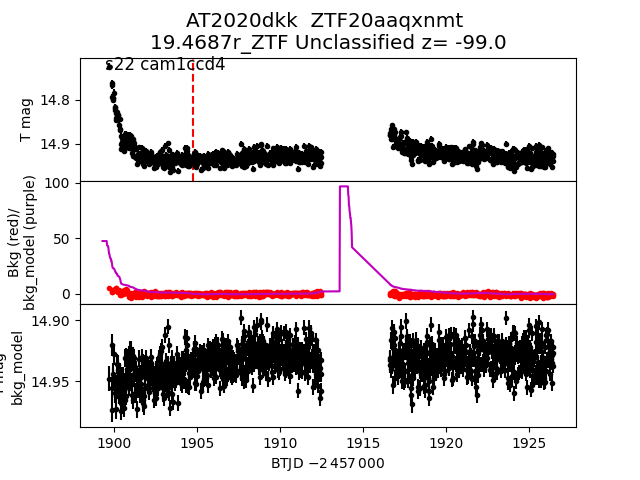 AT2020dkk  ZTF20aaqxnmt
19.4687r_ZTF Unclassified z= -99.0
s22 cam1ccd4
T mag
14.8
14.9
Bkg (red)/
bkg_model (purple)
100
50
0
mag
bkg_model
14.90
14.95
1900 1905 1910 1915 1920 1925
BTJD −2 457 000